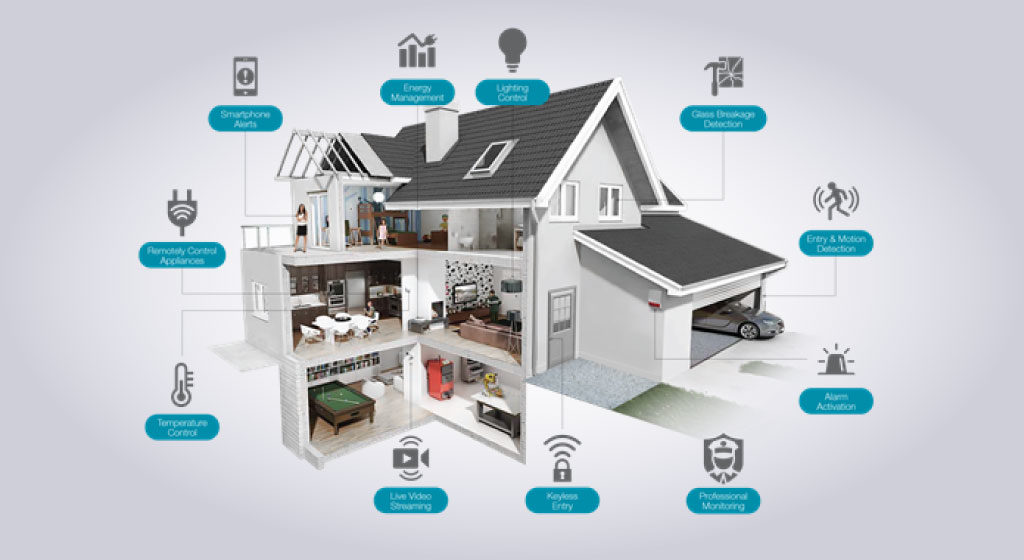 Energy
Management
Lighting
Control
Smartphone
Alerts
Glass Breakage
Detection
Remotely Control
Appliances
Entry & Motion
Detection
Temperature
Control
Alarm
Activation
Live Video
Streaming
Keyless
Entry
Professional
Monitoring